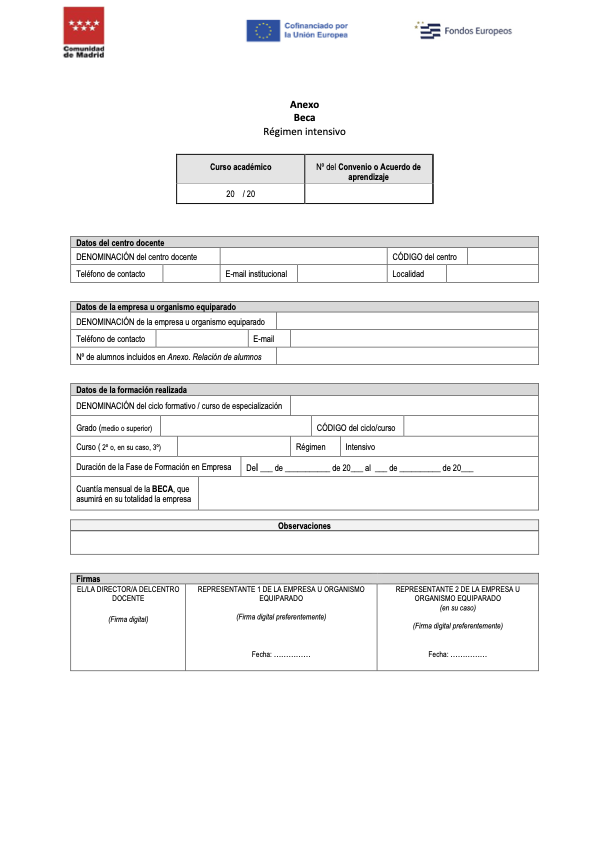 Comunidad
de Madrid
Cofinanciado por
la Unión Europea
Fondos Europeos
Anexo
Beca
Régimen intensivo
Curso académico
Nº del Convenio o Acuerdo de
aprendizaje
20 / 20
Datos del centro docente
DENOMINACIÓN del centro docente
CÓDIGO del centro
Teléfono de contacto
E-mail institucional
Localidad
Datos de la empresa u organismo equiparado
DENOMINACIÓN de la empresa u organismo equiparado
Teléfono de contacto
E-mail
Nº de alumnos incluidos en Anexo. Relación de alumnos
Datos de la formación realizada
DENOMINACIÓN del ciclo formativo / curso de especialización
Grado (medio o superior)
CÓDIGO del ciclo/curso
Curso ( 2º o, en su caso, 3º)
Régimen
Intensivo
Duración de la Fase de Formación en Empresa
Del ___ de __________ de 20___ al ___ de _________ de 20___
Cuantía mensual de la BECA, que
asumirá en su totalidad la empresa
Observaciones
Firmas
EL/LA DIRECTOR/A DELCENTRO
DOCENTE
(Firma digital)
REPRESENTANTE 1 DE LA EMPRESA U ORGANISMO
EQUIPARADO
(Firma digital preferentemente)
Fecha: ……………
REPRESENTANTE 2 DE LA EMPRESA U
ORGANISMO EQUIPARADO
(en su caso)
(Firma digital preferentemente)
Fecha: ……………